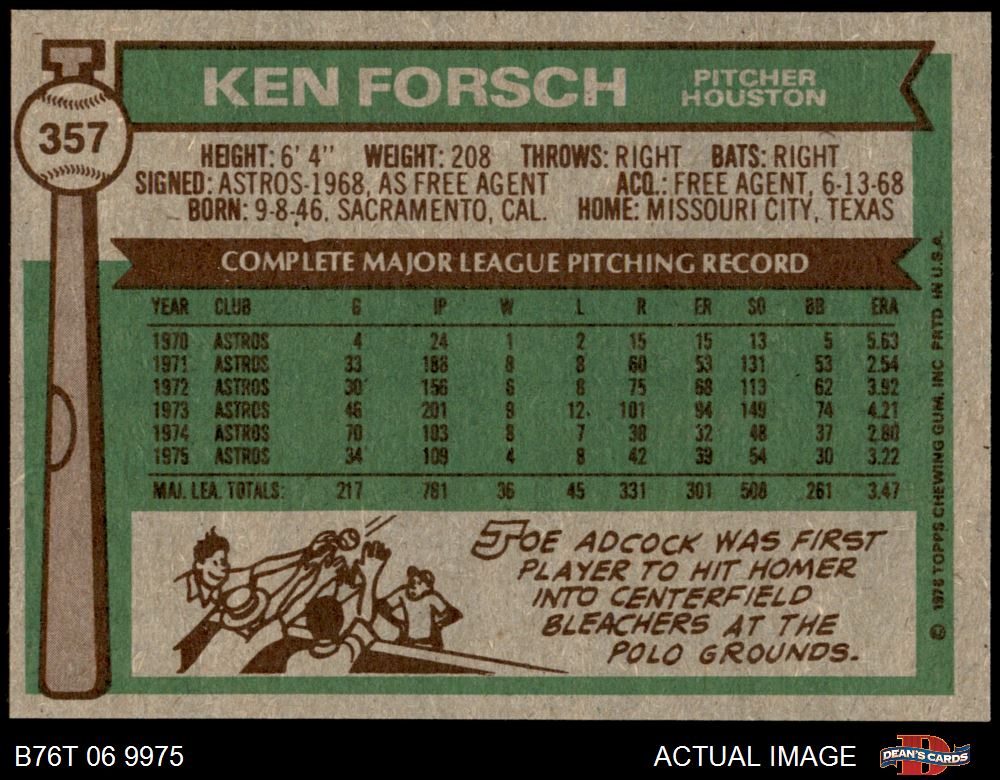 KEN FORSCH
PITCHER
HOUSTON
357
HEIGHT: 6' 4" WEIGHT: 208 THROWS: RIGHT BATS: RIGHT
SIGNED: ASTROS-1968, AS FREE AGENT ACQ.: FREE AGENT, 6-13-68
BORN: 9-8-46, SACRAMENTO, CAL. HOME: MISSOURI CITY, TEXAS
COMPLETE MAJOR LEAGUE PITCHING RECORD
YEAR CLUB G IP W L R ER SO BB ERA
1970 ASTROS 4 24 1 2 15 15 13 5 5.63
1971 ASTROS 33 188 8 8 60 53 131 53 2.54
1972 ASTROS 30 156 6 8 75 68 113 62 3.92
1973 ASTROS 46 201 9 12 101 94 149 74 4.21
1974 ASTROS 70 103 8 7 38 32 48 37 2.80
1975 ASTROS 34 109 4 8 42 39 54 30 3.22
MAJ. LEA. TOTALS: 217 781 36 45 331 301 508 261 3.47
JOE ADCOCK WAS FIRST
PLAYER TO HIT HOMER
INTO CENTERFIELD
BLEACHERS AT THE
POLO GROUNDS.
© 1976 TOPPS CHEWING GUM, INC. PRTD. IN U.S.A.
B76T 06 9975
ACTUAL IMAGE
D
DEAN'S CARDS